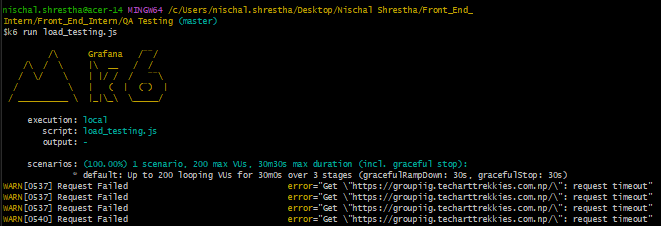 nischal.shrestha@acer-14 MINGW64 /c/Users/nischal.shrestha/Desktop/Nischal Shrestha/Front_End_
Intern/Front_End_Intern/QA Testing (master)
$k6 run load_testing.js
Grafana
execution: local
script: load_testing.js
output: -
scenarios: (100.00%) 1 scenario, 200 max VUs, 30m30s max duration (incl. graceful stop):
* default: Up to 200 looping VUs for 30m0s over 3 stages (gracefulRampDown: 30s, gracefulStop: 30s)
WARN[0537] Request Failed error="Get \"https://groupiig.techarttrekkies.com.np/\": request timeout"
WARN[0537] Request Failed error="Get \"https://groupiig.techarttrekkies.com.np/\": request timeout"
WARN[0537] Request Failed error="Get \"https://groupiig.techarttrekkies.com.np/\": request timeout"
WARN[0540] Request Failed error="Get \"https://groupiig.techarttrekkies.com.np/\": request timeout"